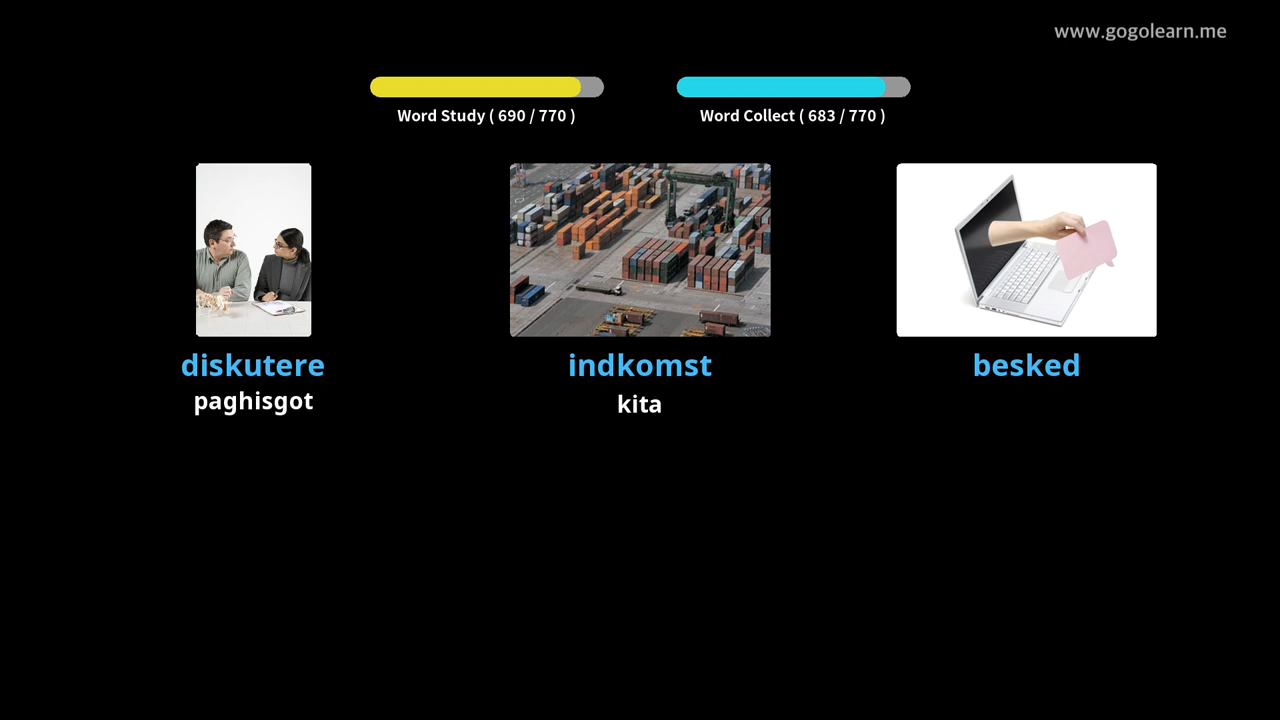 www.gogolearn.me
Word Study ( 690 / 770 )
Word Collect ( 683 / 770 )
diskutere
paghisgot
indkomst
kita
besked